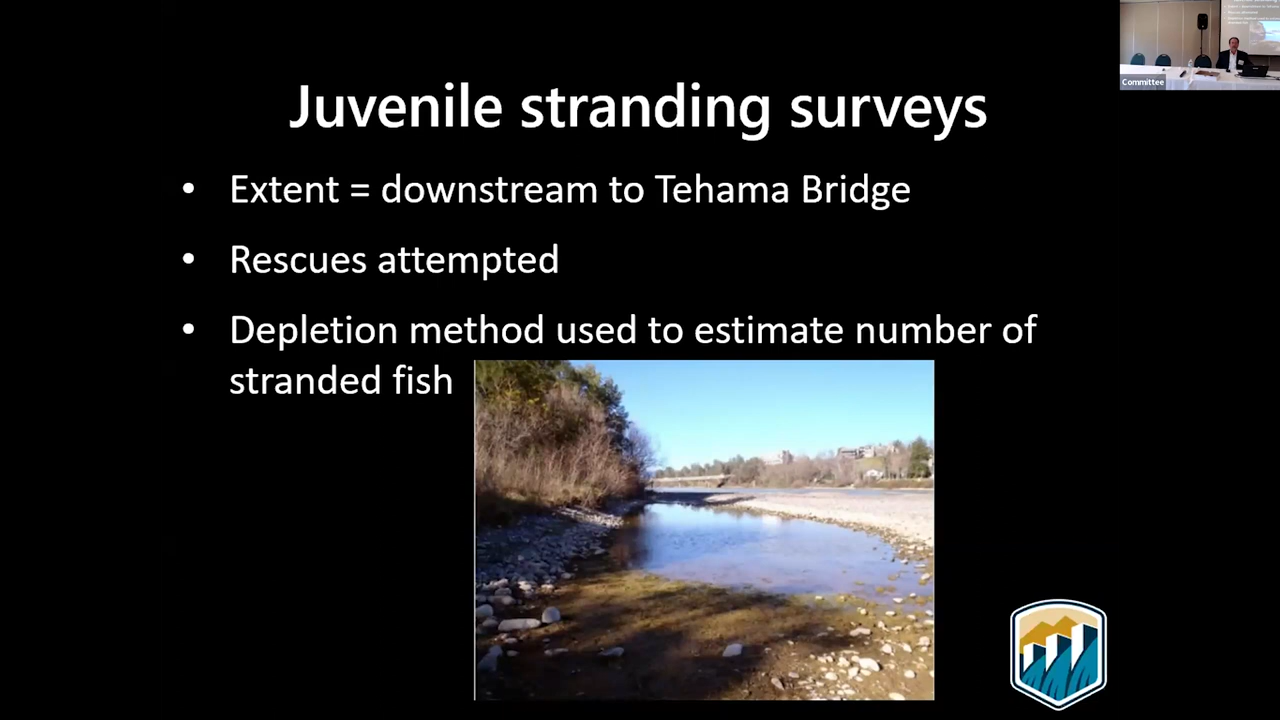 Juvenile stranding surveys
• Extent = downstream to Tehama Bridge
• Rescues attempted
• Depletion method used to estimate number of
stranded fish
Committee